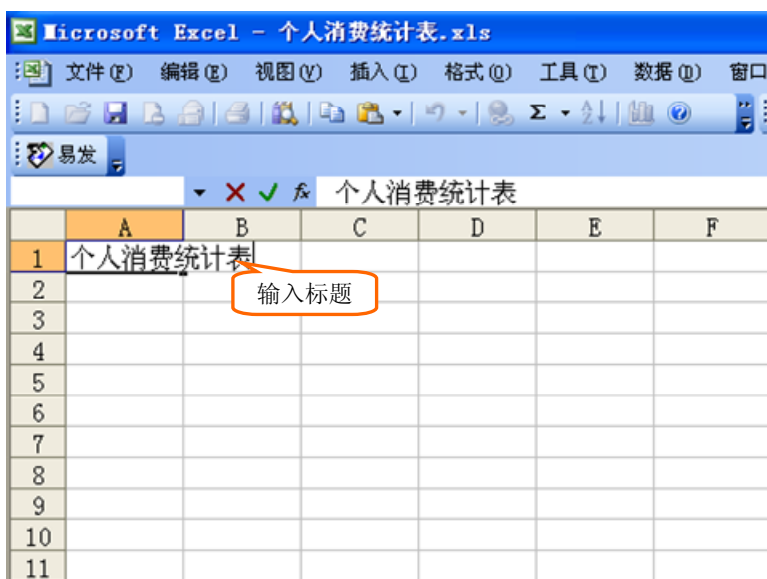 Microsoft Excel - 个人消费统计表.xls
文件(F) 编辑(E) 视图(V) 插入(I) 格式(O) 工具(T) 数据(D) 窗口
Σ
易发
fx 个人消费统计表
A B C D E F
1 个人消费统计表
输入标题
2
3
4
5
6
7
8
9
10
11